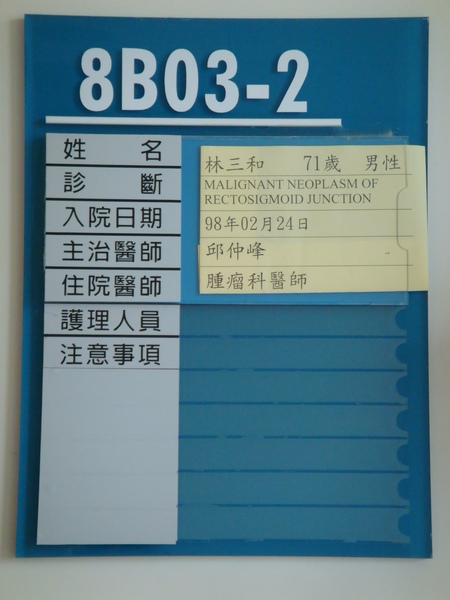 8B03-2
姓 名 林三和 71歲 男性
診 斷 MALIGNANT NEOPLASM OF
RECTOSIGMOID JUNCTION
入院日期 98年02月24日
主治醫師 邱仲峰
住院醫師 腫瘤科醫師
護理人員
注意事項